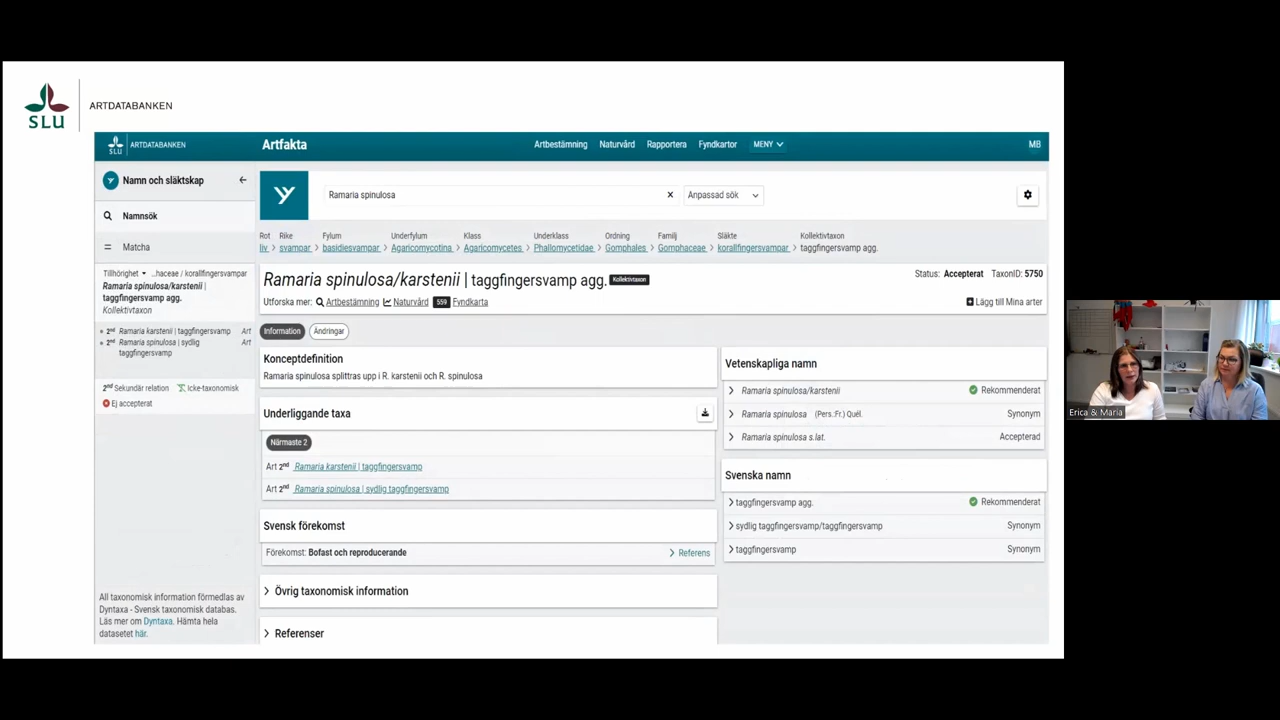 SLU
ARTDATABANKEN
SLU ARTDATABANKEN
Artfakta
Artbestämning Naturvård Rapportera Fyndkartor MENY
MB
Namn och släktskap
Namnsök
Matcha
Tillhörighet ...haceae / korallfingersvampar
Ramaria spinulosa/karstenii |
taggfingersvamp agg.
Kollektivtaxon
2nd Ramaria karstenii | taggfingersvamp Art
2nd Ramaria spinulosa | sydlig Art
taggfingersvamp
2nd Sekundär relation Icke-taxonomisk
Ej accepterat
All taxonomisk information förmedlas av
Dyntaxa - Svensk taxonomisk databas.
Läs mer om Dyntaxa. Hämta hela
datasetet här.
Ramaria spinulosa
Anpassad sök
Rot Rike Fylum Underfylum Klass Underklass Ordning Familj Släkte Kollektivtaxon
liv > svampar > basidiesvampar > Agaricomycotina > Agaricomycetes > Phallomycetidae > Gomphales > Gomphaceae > korallfingersvampar > taggfingersvamp agg.
Ramaria spinulosa/karstenii | taggfingersvamp agg. Kollektivtaxon
Status: Accepterat TaxonID: 5750
Utforska mer: Artbestämning Naturvård 559 Fyndkarta
Lägg till Mina arter
Information Ändringar
Konceptdefinition
Ramaria spinulosa splittras upp i R. karstenii och R. spinulosa
Underliggande taxa
Närmaste 2
Art 2nd Ramaria karstenii | taggfingersvamp
Art 2nd Ramaria spinulosa | sydlig taggfingersvamp
Svensk förekomst
Förekomst: Bofast och reproducerande
> Referens
> Övrig taxonomisk information
> Referenser
Vetenskapliga namn
> Ramaria spinulosa/karstenii Rekommenderat
> Ramaria spinulosa (Pers.:Fr.) Quél. Synonym
> Ramaria spinulosa s.lat. Accepterad
Svenska namn
> taggfingersvamp agg. Rekommenderat
> sydlig taggfingersvamp/taggfingersvamp Synonym
> taggfingersvamp Synonym
Erica & Maria